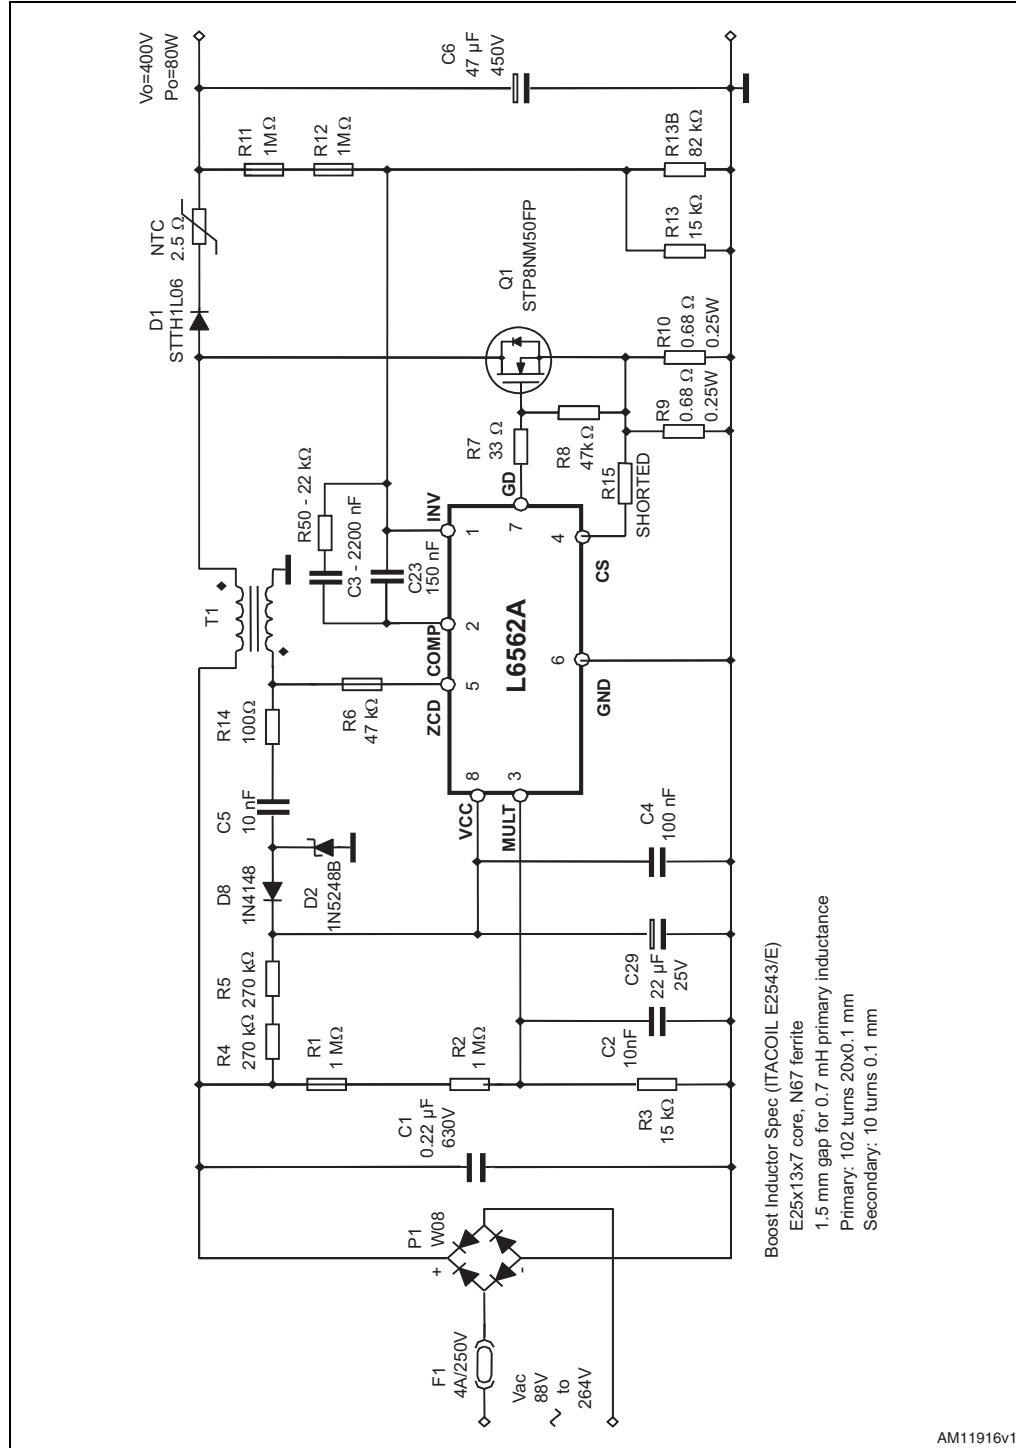 F1
4A/250V
Vac
88V
~ to
264V
P1
W08
+
-
C1
0.22 µF
630V
R4
270 kΩ
R5
270 kΩ
R1
1 MΩ
R2
1 MΩ
R3
15 kΩ
C2
10nF
C29
22 µF
25V
C4
100 nF
D8
1N4148
D2
1N5248B
C5
10 nF
R14
100Ω
R6
47 kΩ
T1
R50 - 22 kΩ
C3 - 2200 nF
C23
150 nF
VCC
8
MULT
3
ZCD
5
COMP
2
INV
1
L6562A
GND
6
CS
4
GD
7
R7
33 Ω
R8
47kΩ
R15
SHORTED
Q1
STP8NM50FP
R9
0.68 Ω
0.25W
R10
0.68 Ω
0.25W
D1
STTH1L06
NTC
2.5 Ω
R11
1MΩ
R12
1MΩ
R13
15 kΩ
R13B
82 kΩ
C6
47 µF
450V
Vo=400V
Po=80W
Boost Inductor Spec (ITACOIL E2543/E)
E25x13x7 core, N67 ferrite
1.5 mm gap for 0.7 mH primary inductance
Primary: 102 turns 20x0.1 mm
Secondary: 10 turns 0.1 mm
AM11916v1